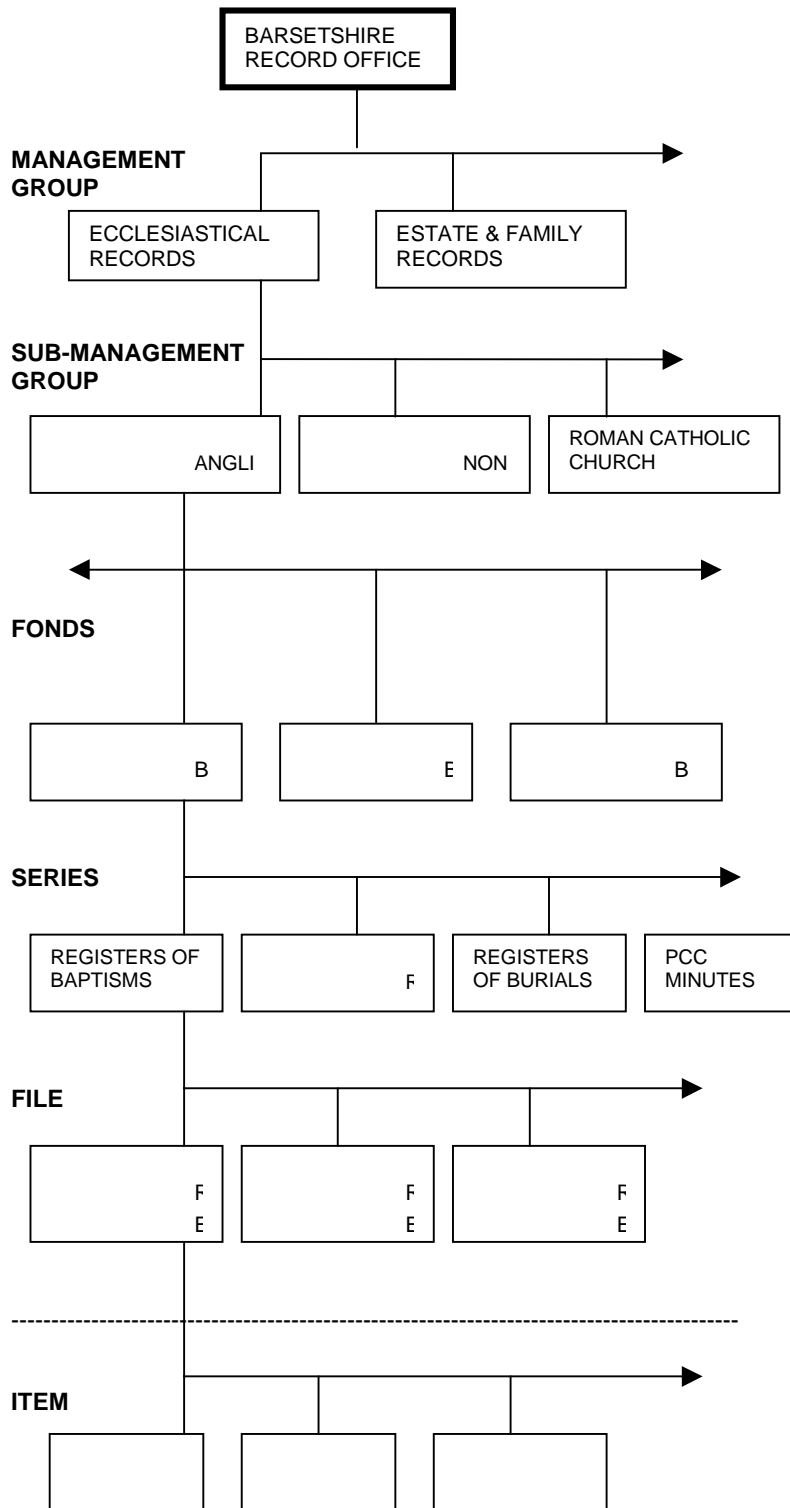 BARSETSHIRE
RECORD OFFICE
MANAGEMENT
GROUP
ECCLESIASTICAL
RECORDS
ESTATE & FAMILY
RECORDS
SUB-MANAGEMENT
GROUP
ANGLI
NON
ROMAN CATHOLIC
CHURCH
FONDS
B
B
SERIES
REGISTERS OF
BAPTISMS
REGISTERS
OF BURIALS
PCC
MINUTES
FILE
ITEM